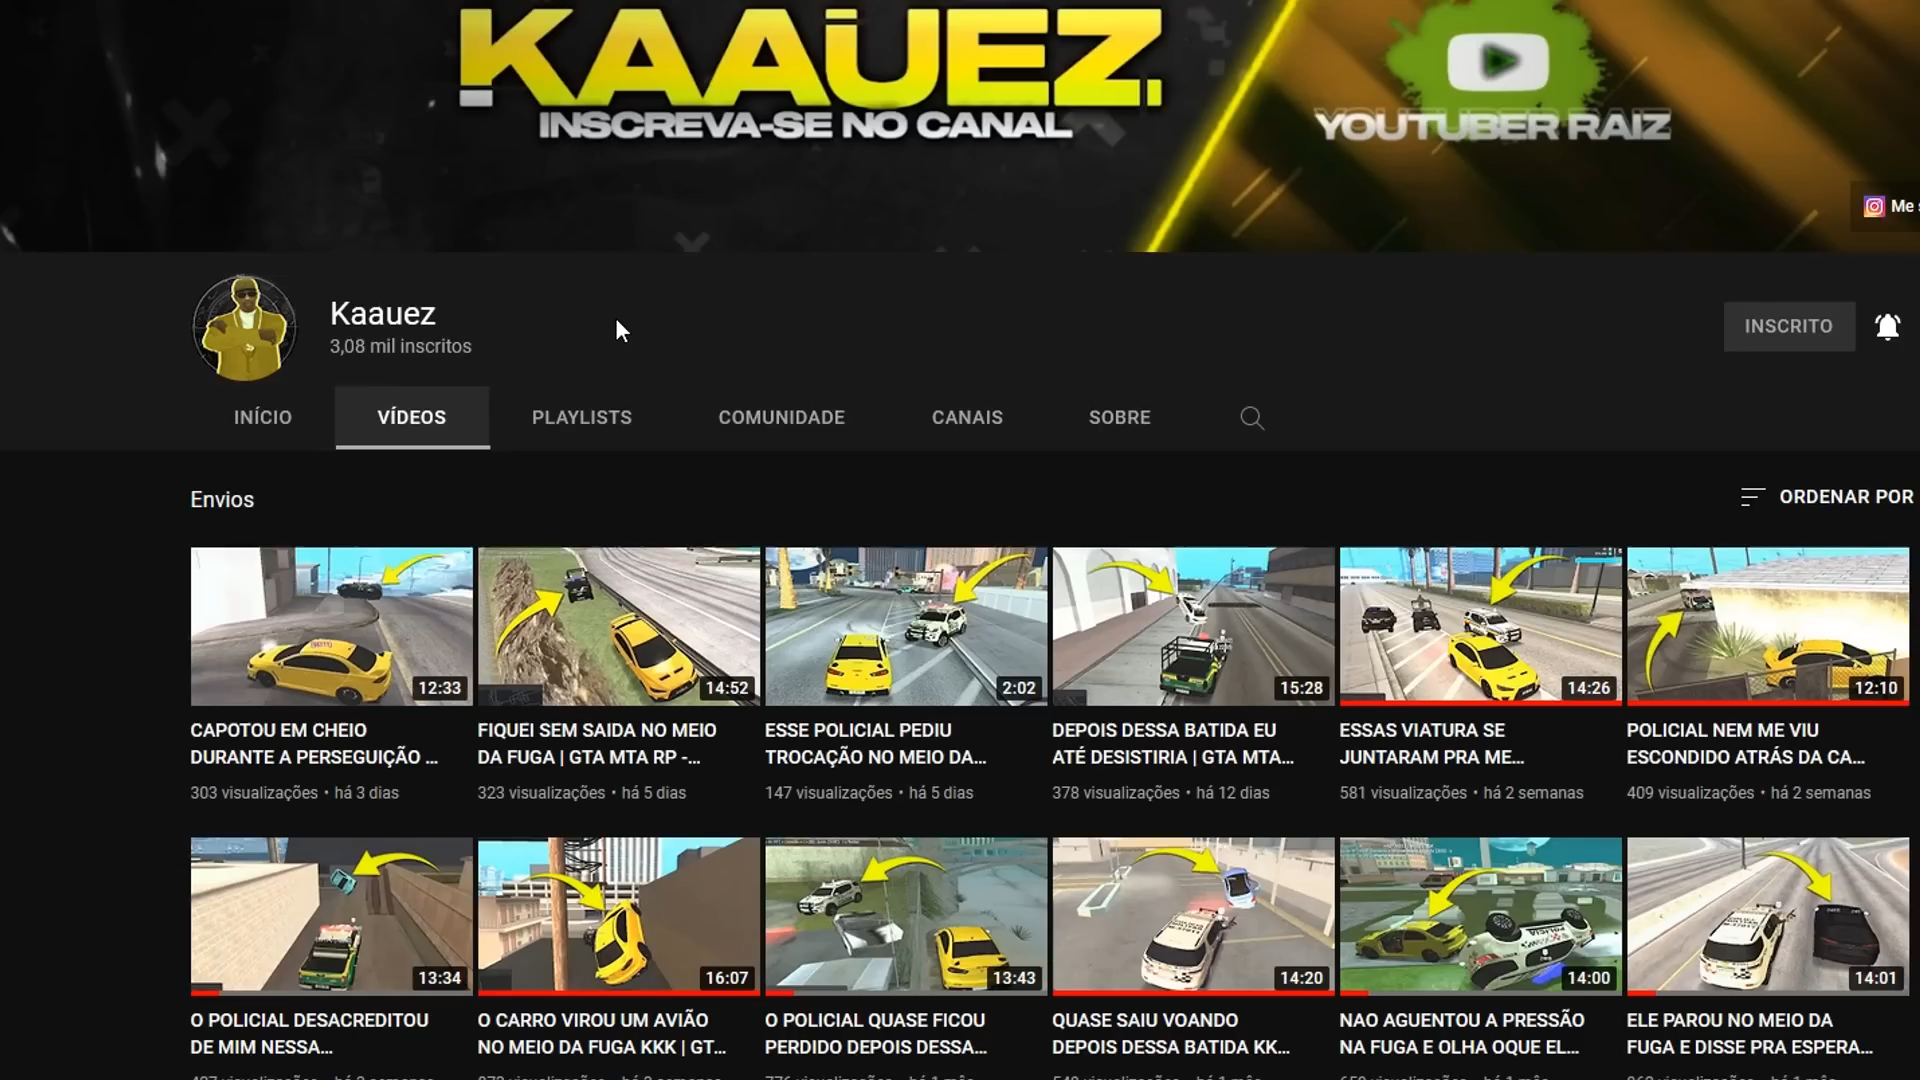 KAAUEZ.
INSCREVA-SE NO CANAL
YOUTUBER RAIZ
Me
Kaauez
3,08 mil inscritos
INSCRITO
INÍCIO VÍDEOS PLAYLISTS COMUNIDADE CANAIS SOBRE
Envios
ORDENAR POR
12:33 14:52 2:02 15:28 14:26 12:10
CAPOTOU EM CHEIO
DURANTE A PERSEGUIÇÃO ...
303 visualizações • há 3 dias
FIQUEI SEM SAIDA NO MEIO
DA FUGA | GTA MTA RP -...
323 visualizações • há 5 dias
ESSE POLICIAL PEDIU
TROCAÇÃO NO MEIO DA...
147 visualizações • há 5 dias
DEPOIS DESSA BATIDA EU
ATÉ DESISTIRIA | GTA MTA...
378 visualizações • há 12 dias
ESSAS VIATURA SE
JUNTARAM PRA ME...
581 visualizações • há 2 semanas
POLICIAL NEM ME VIU
ESCONDIDO ATRÁS DA CA...
409 visualizações • há 2 semanas
13:34 16:07 13:43 14:20 14:00 14:01
O POLICIAL DESACREDITOU
DE MIM NESSA...
O CARRO VIROU UM AVIÃO
NO MEIO DA FUGA KKK | GT...
O POLICIAL QUASE FICOU
PERDIDO DEPOIS DESSA...
QUASE SAIU VOANDO
DEPOIS DESSA BATIDA KK...
NAO AGUENTOU A PRESSÃO
NA FUGA E OLHA OQUE EL...
ELE PAROU NO MEIO DA
FUGA E DISSE PRA ESPERA...